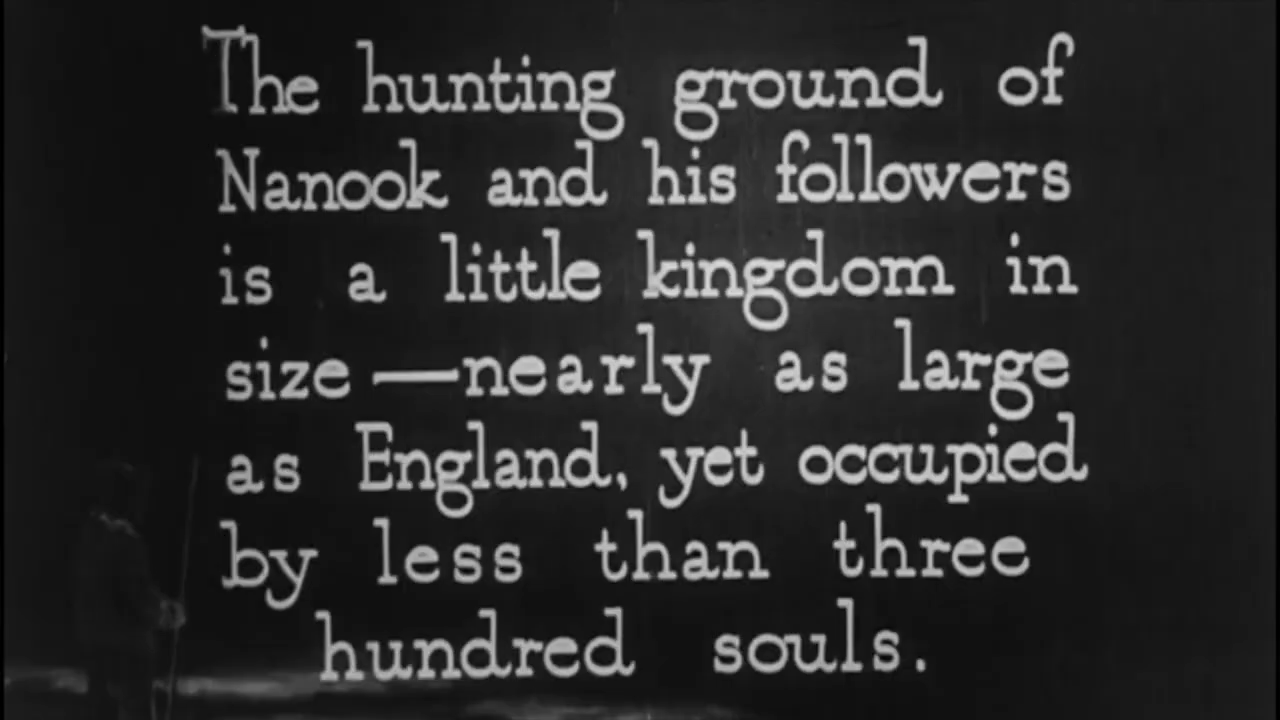 The hunting ground of
Nanook and his followers
is a little kingdom in
size—nearly as large
as England, yet occupied
by less than three
hundred souls.